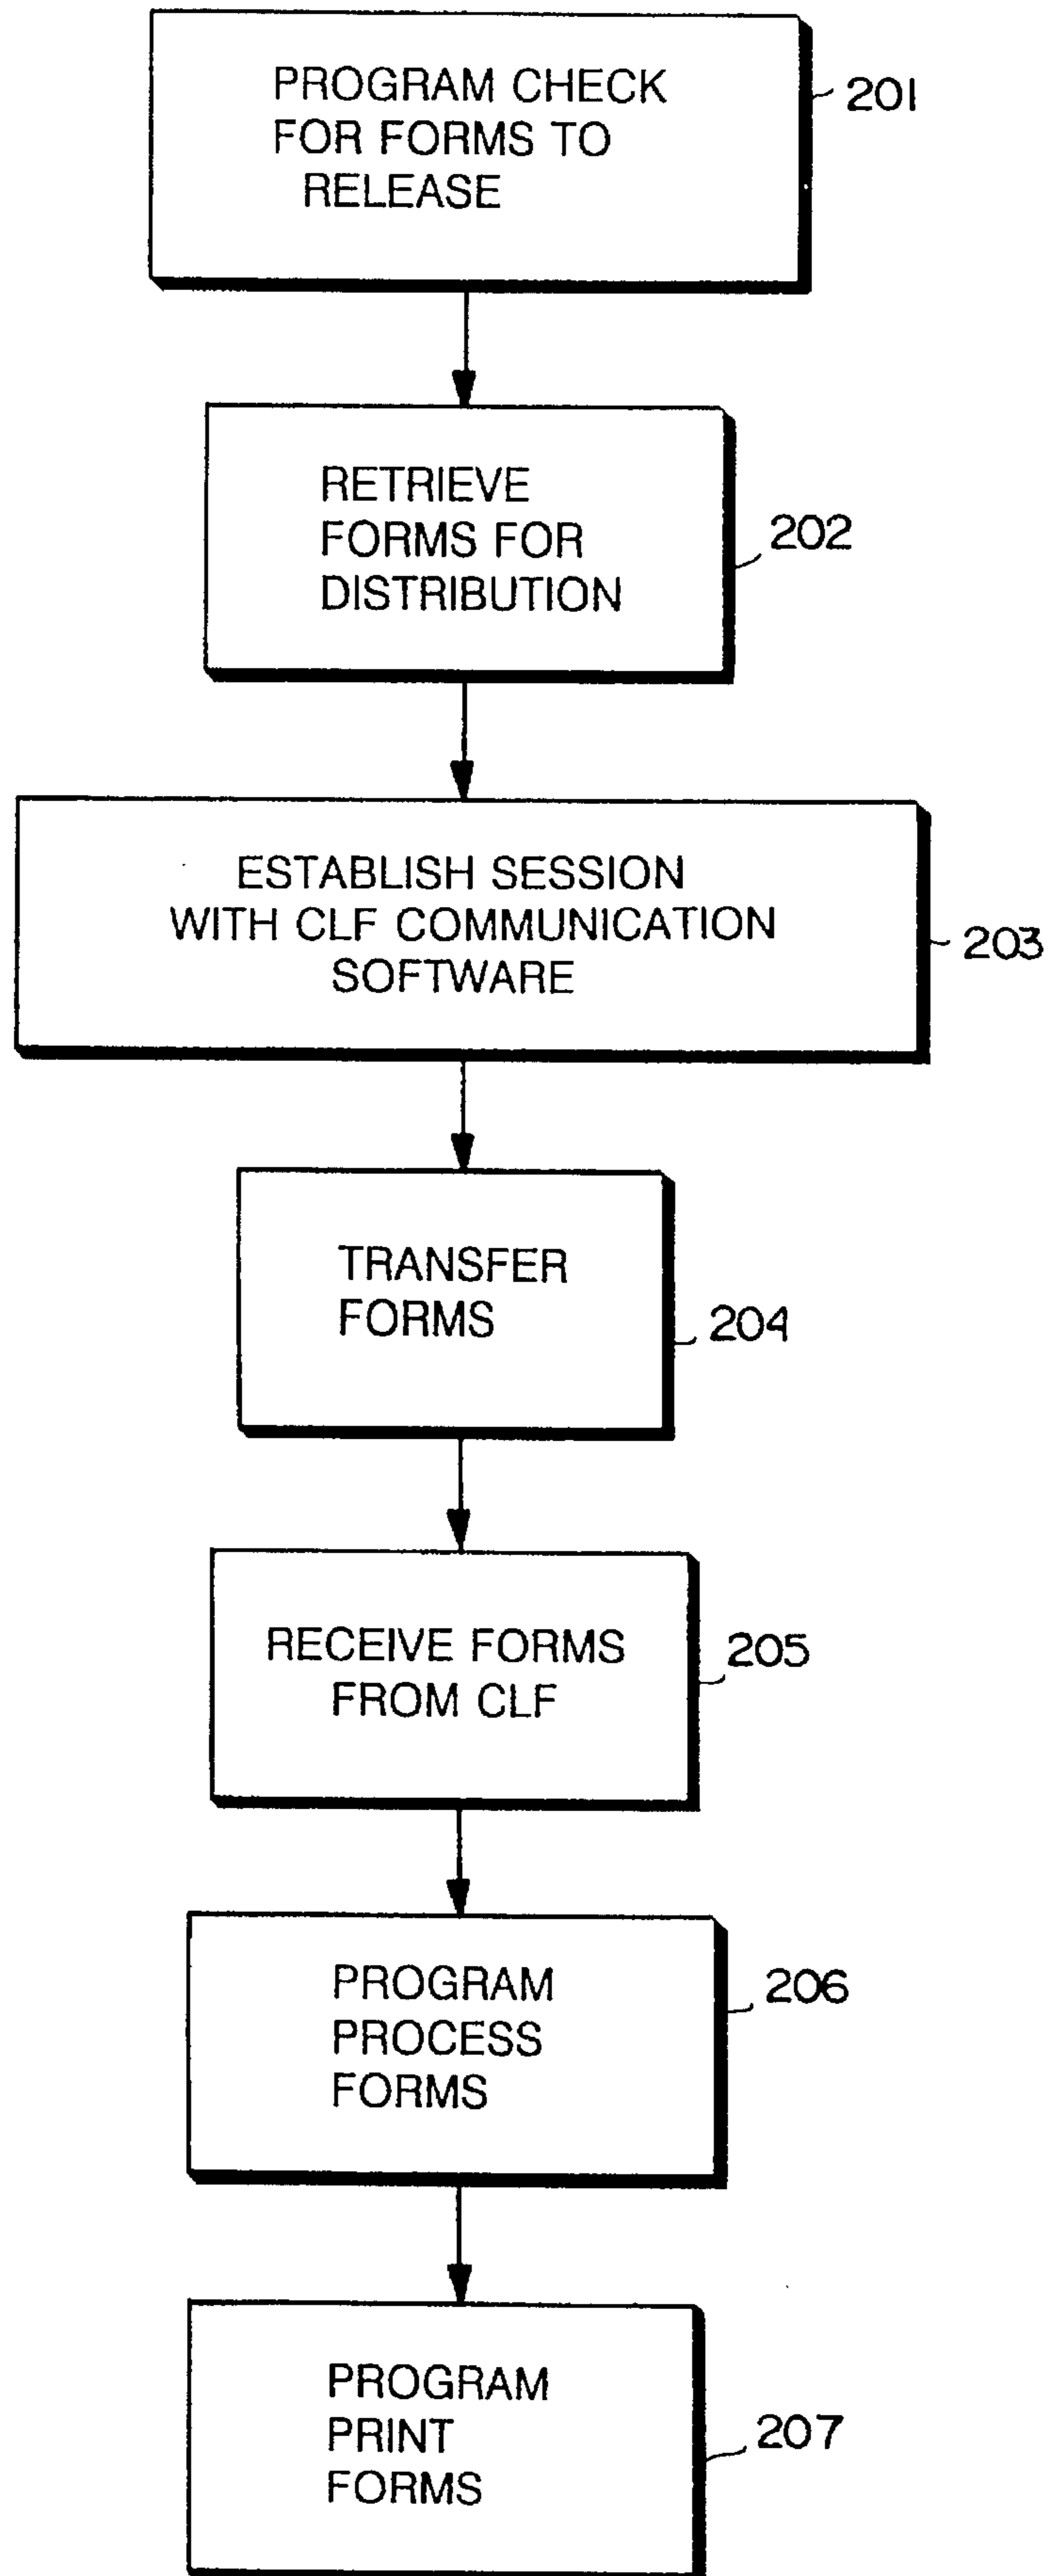 PROGRAM CHECK
FOR FORMS TO
RELEASE
201
RETRIEVE
FORMS FOR
DISTRIBUTION
202
ESTABLISH SESSION
WITH CLF COMMUNICATION
SOFTWARE
203
TRANSFER
FORMS
204
RECEIVE FORMS
FROM CLF
205
PROGRAM
PROCESS
FORMS
206
PROGRAM
PRINT
FORMS
207